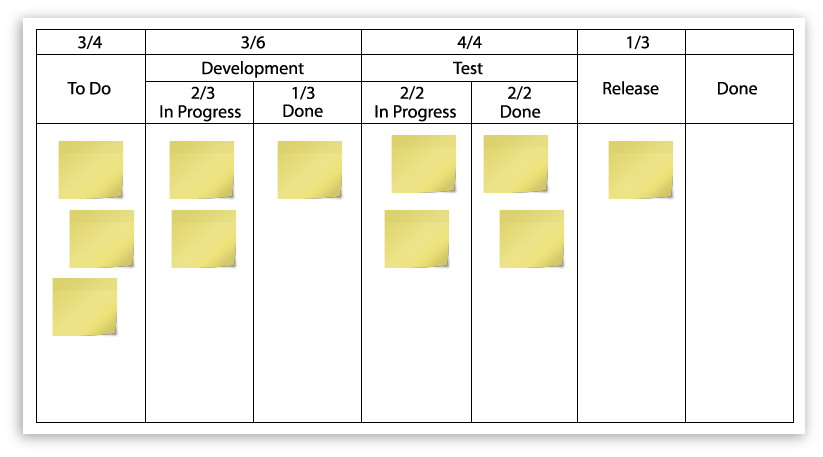 3/4
3/6
4/4
1/3
To Do
Development
Test
Release
Done
2/3
In Progress
1/3
Done
2/2
In Progress
2/2
Done